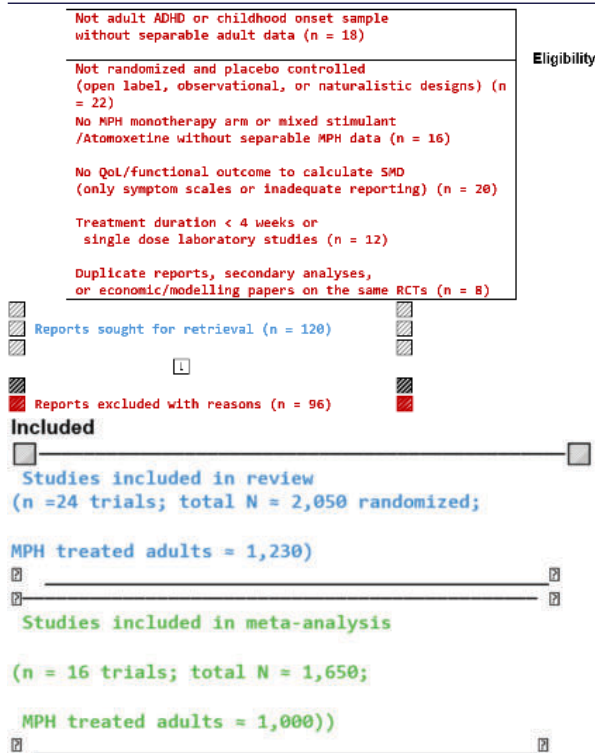 Not adult ADHD or childhood onset sample
without separable adult data (n = 18)
Eligibility
Not randomized and placebo controlled
(open label, observational, or naturalistic designs) (n
= 22)
No MPH monotherapy arm or mixed stimulant
/Atomoxetine without separable MPH data (n = 16)
No QoL/functional outcome to calculate SMD
(only symptom scales or inadequate reporting) (n = 20)
Treatment duration < 4 weeks or
single dose laboratory studies (n = 12)
Duplicate reports, secondary analyses,
or economic/modelling papers on the same RCTs (n = 8)
Reports sought for retrieval (n = 120)
↓
Reports excluded with reasons (n = 96)
Included
Studies included in review
(n =24 trials; total N ≈ 2,050 randomized;
MPH treated adults ≈ 1,230)
Studies included in meta-analysis
(n = 16 trials; total N ≈ 1,650;
MPH treated adults ≈ 1,000))